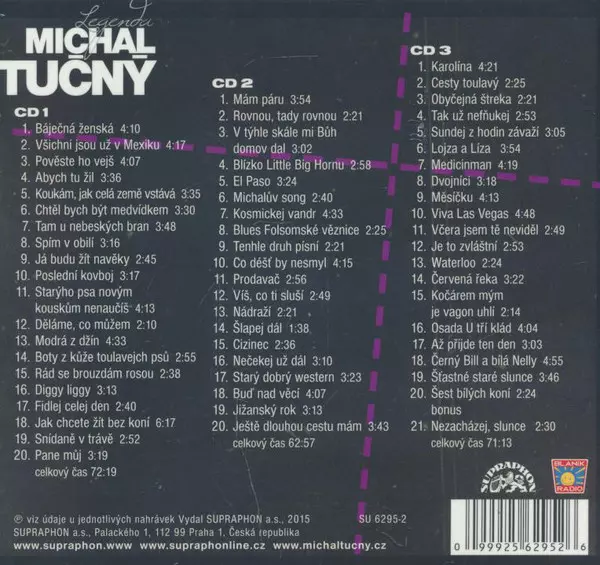 Legenda
MICHAL
TUČNÝ
CD 1
1. Báječná ženská 4:10
2. Všichni jsou už v Mexiku 4:17
3. Pověste ho vejš 4:07
4. Abych tu žil 3:36
5. Koukám, jak celá země vstává 3:35
6. Chtěl bych být medvídkem 3:30
7. Tam u nebeských bran 3:48
8. Spím v obilí 3:16
9. Já budu žít navěky 2:45
10. Poslední kovboj 3:17
11. Starýho psa novým
kouskům nenaučíš 4:13
12. Děláme, co můžem 2:10
13. Modrá z džín 4:33
14. Boty z kůže toulavejch psů 2:55
15. Rád se brouzdám rosou 2:38
16. Diggy liggy 3:13
17. Fidlej celej den 2:40
18. Jak chcete žít bez koní 6:17
19. Snídaně v trávě 2:52
20. Pane můj 3:19
celkový čas 72:19
CD 2
1. Mám páru 3:54
2. Rovnou, tady rovnou 2:21
3. V týhle skále mi Bůh
domov dal 3:02
4. Blízko Little Big Hornu 2:58
5. El Paso 3:24
6. Michalův song 2:40
7. Kosmickej vandr 4:33
8. Blues Folsomské věznice 2:25
9. Tenhle druh písní 2:21
10. Co déšť by nesmyl 4:15
11. Prodavač 2:56
12. Víš, co ti sluší 2:49
13. Nádraží 2:21
14. Šlapej dál 1:38
15. Cizinec 2:36
16. Nečekej už dál 3:10
17. Starý dobrý western 3:23
18. Buď nad věcí 4:07
19. Jižanský rok 3:13
20. Ještě dlouhou cestu mám 3:43
celkový čas 62:57
CD 3
1. Karolína 4:21
2. Cesty toulavý 2:25
3. Obyčejná štreka 2:21
4. Tak už nefňukej 2:53
5. Sundej z hodin závaží 3:05
6. Lojza a Líza 3:54
7. Medicinman 4:19
8. Dvojníci 3:18
9. Měsíčku 4:13
10. Viva Las Vegas 4:48
11. Včera jsem tě neviděl 2:49
12. Je to zvláštní 2:53
13. Waterloo 2:24
14. Červená řeka 3:22
15. Kočárem mým
je vagon uhlí 2:14
16. Osada U tří klád 4:04
17. Až přijde ten den 3:03
18. Černý Bill a bílá Nelly 4:55
19. Šťastné staré slunce 3:46
20. Šest bílých koní 2:24
bonus
21. Nezacházej, slunce 2:30
celkový čas 71:13
SUPRAPHON
BLANÍK
RADIO
℗ viz údaje u jednotlivých nahrávek Vydal SUPRAPHON a.s., 2015 SU 6295-2
SUPRAPHON a.s., Palackého 1, 112 99 Praha 1, Česká republika
www.supraphon.www www.supraphonline.cz www.michaltucny.cz
0 99925 62952 6